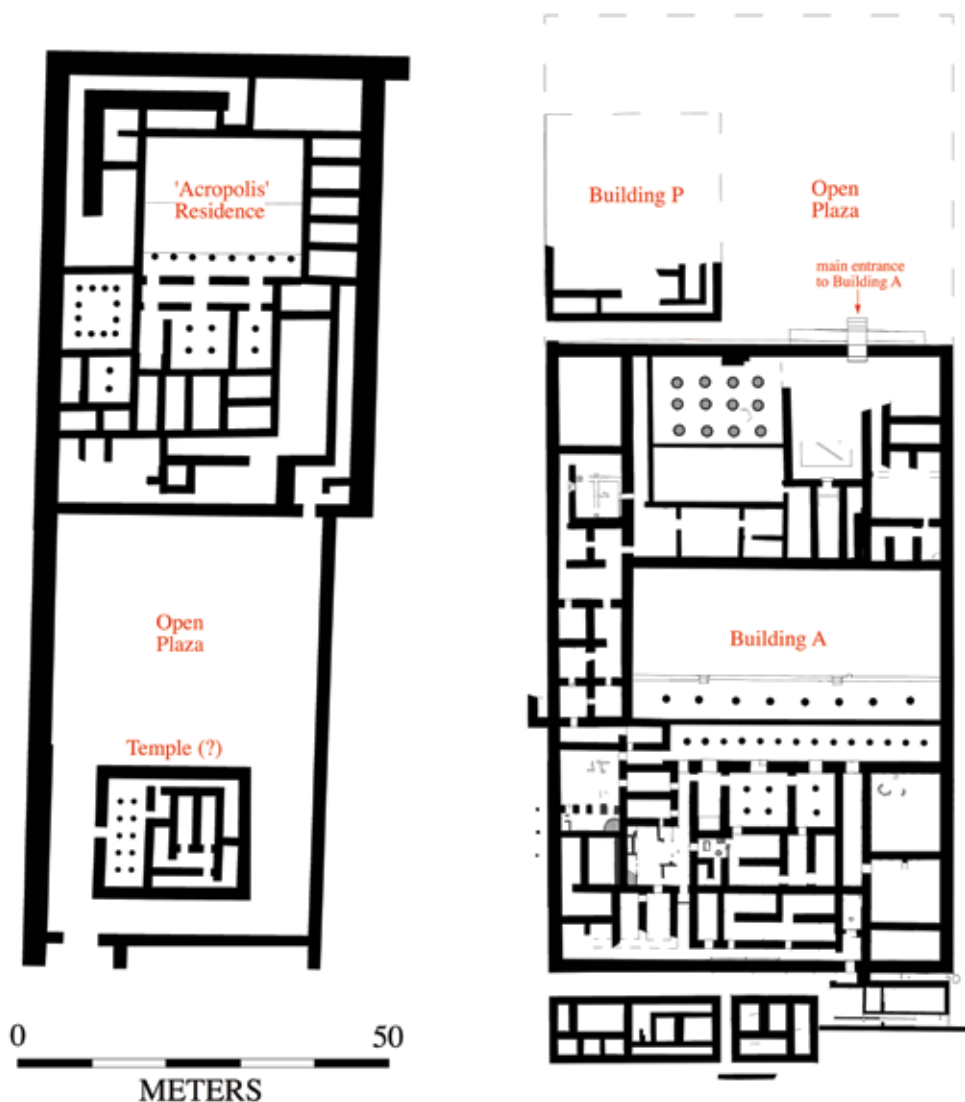 'Acropolis'
Residence
Open
Plaza
Temple (?)
0
50
METERS
Building P
Open
Plaza
main entrance
to Building A
Building A